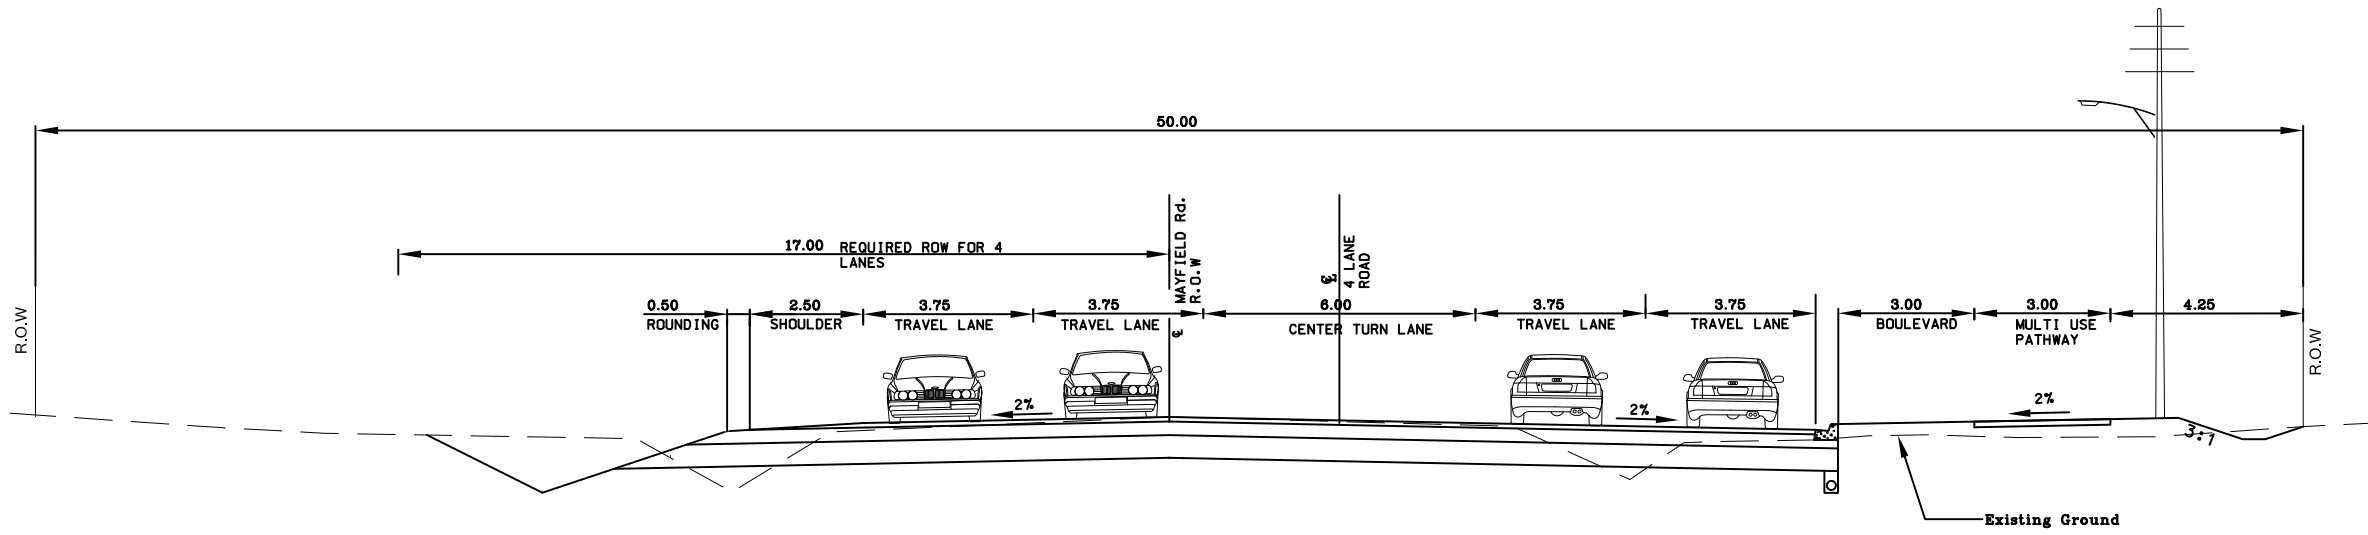 50.00
17.00 REQUIRED ROW FOR 4
LANES
MAYFIELD Rd.
R.O.W
℄
4 LANE
ROAD
0.50
ROUNDING
2.50
SHOULDER
3.75
TRAVEL LANE
3.75
TRAVEL LANE
℄
6.00
CENTER TURN LANE
3.75
TRAVEL LANE
3.75
TRAVEL LANE
3.00
BOULEVARD
3.00
MULTI USE
PATHWAY
4.25
R.O.W
R.O.W
2%
2%
2%
3:1
Existing Ground